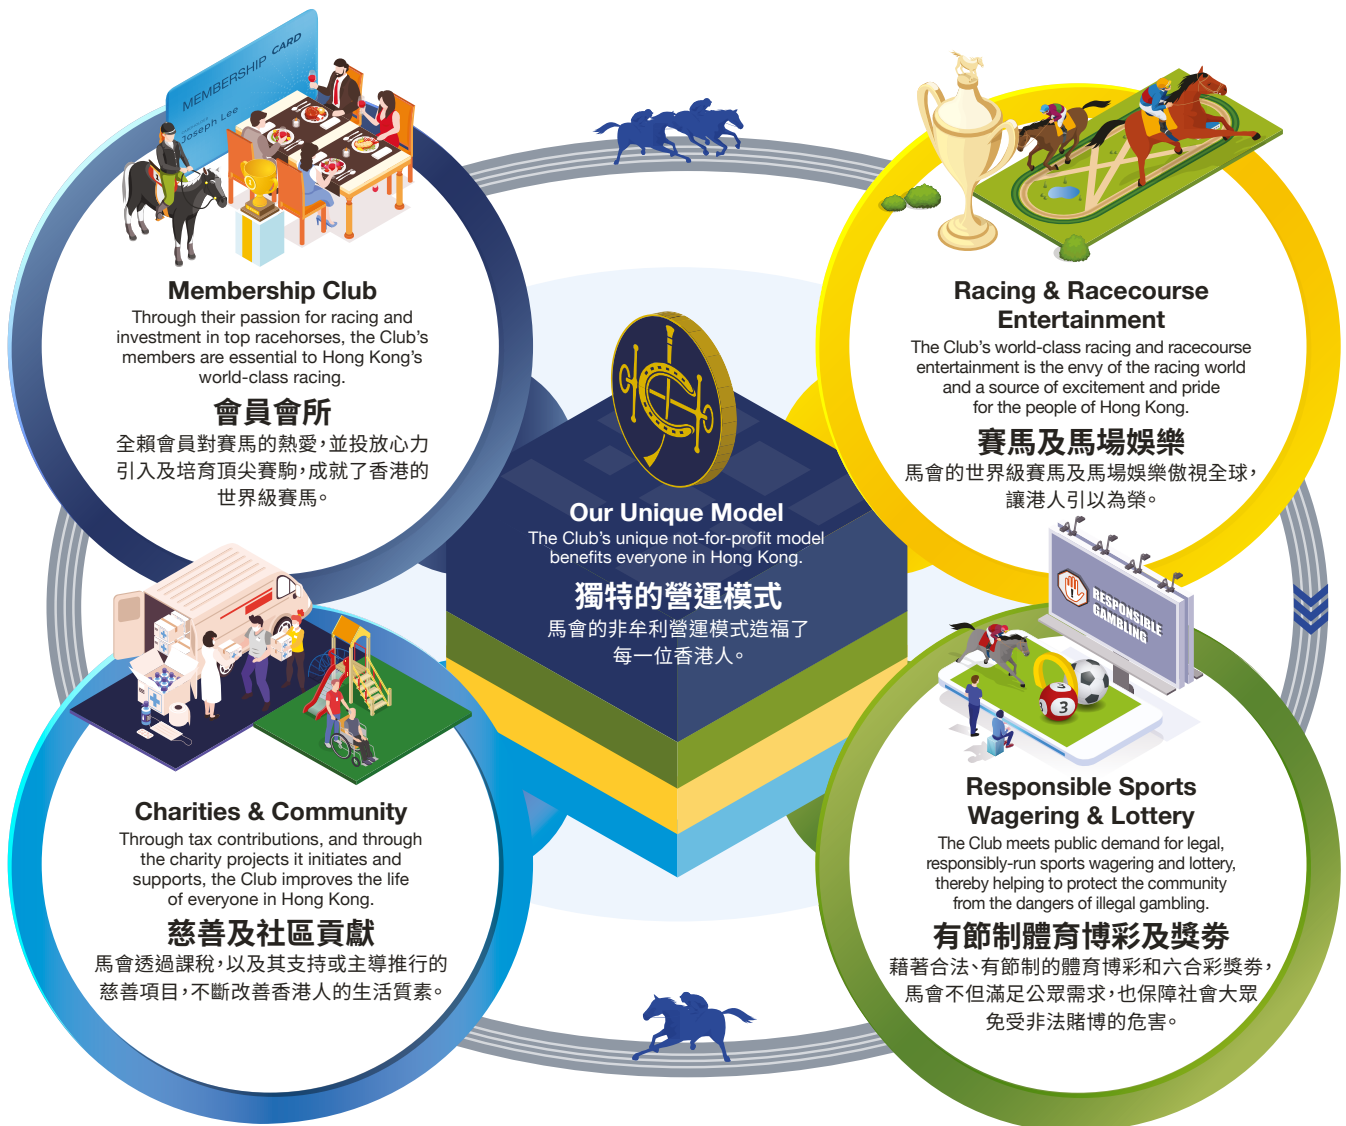 MEMBERSHIP CARD
Joseph Lee
Membership Club
Through their passion for racing and
investment in top racehorses, the Club's
members are essential to Hong Kong's
world-class racing.
會員會所
全賴會員對賽馬的熱愛，並投放心力
引入及培育頂尖賽駒，成就了香港的
世界級賽馬。
Racing & Racecourse
Entertainment
The Club's world-class racing and racecourse
entertainment is the envy of the racing world
and a source of excitement and pride
for the people of Hong Kong.
賽馬及馬場娛樂
馬會的世界級賽馬及馬場娛樂傲視全球，
讓港人引以為榮。
Our Unique Model
The Club's unique not-for-profit model
benefits everyone in Hong Kong.
獨特的營運模式
馬會的非牟利營運模式造福了
每一位香港人。
Charities & Community
Through tax contributions, and through
the charity projects it initiates and
supports, the Club improves the life
of everyone in Hong Kong.
慈善及社區貢獻
馬會透過課稅，以及其支持或主導推行的
慈善項目，不斷改善香港人的生活質素。
RESPONSIBLE
GAMBLING
3
Responsible Sports
Wagering & Lottery
The Club meets public demand for legal,
responsibly-run sports wagering and lottery,
thereby helping to protect the community
from the dangers of illegal gambling.
有節制體育博彩及獎券
藉著合法、有節制的體育博彩和六合彩獎券，
馬會不但滿足公眾需求，也保障社會大眾
免受非法賭博的危害。